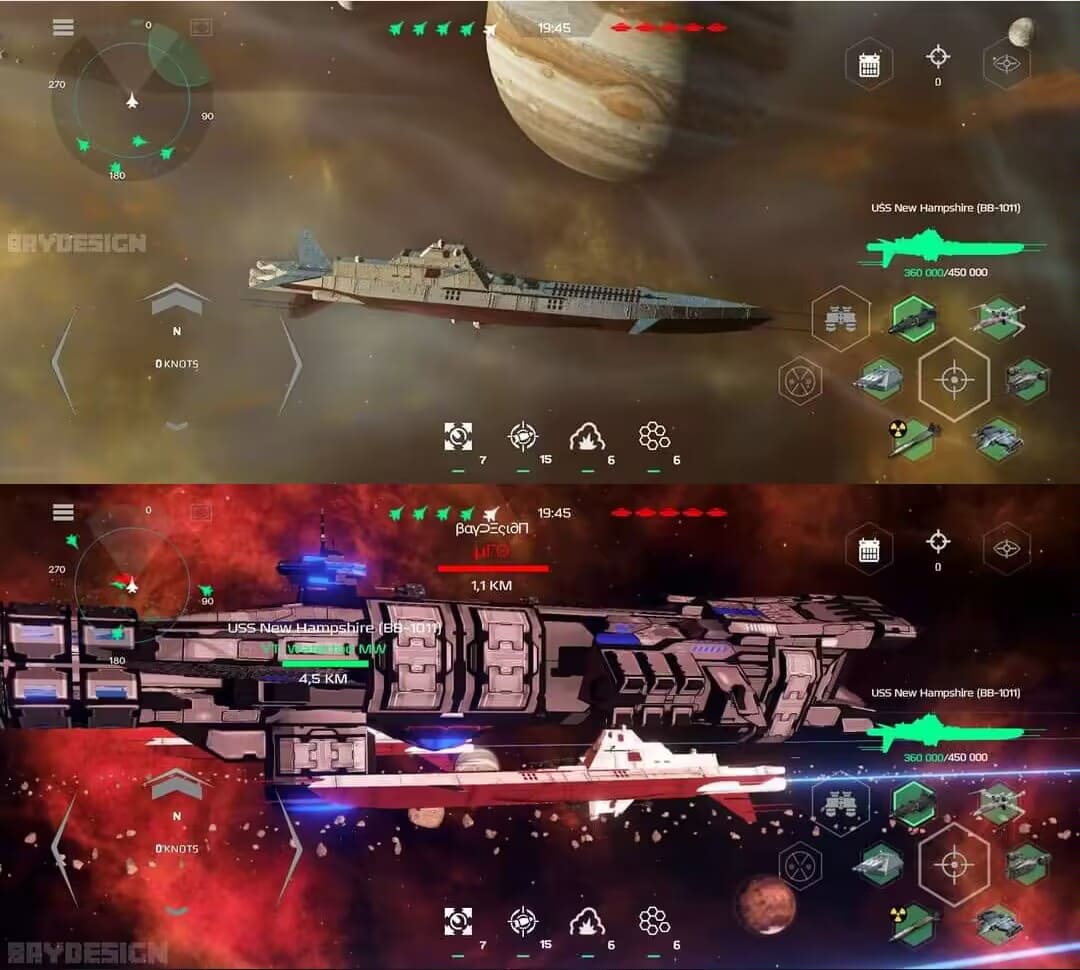 0
19:45
0
270
90
180
USS New Hampshire (BB-1011)
BAYDESIGN
360 000/450 000
N
0 KNOTS
7
15
6
6
0
19:45
βαγ
μΓΘ
0
270
1,1 KM
90
USS New Hampshire (BB-1011)
MW
180
4,5 KM
USS New Hampshire (BB-1011)
360 000/450 000
N
0 KNOTS
7
15
6
6
BAYDESIGN